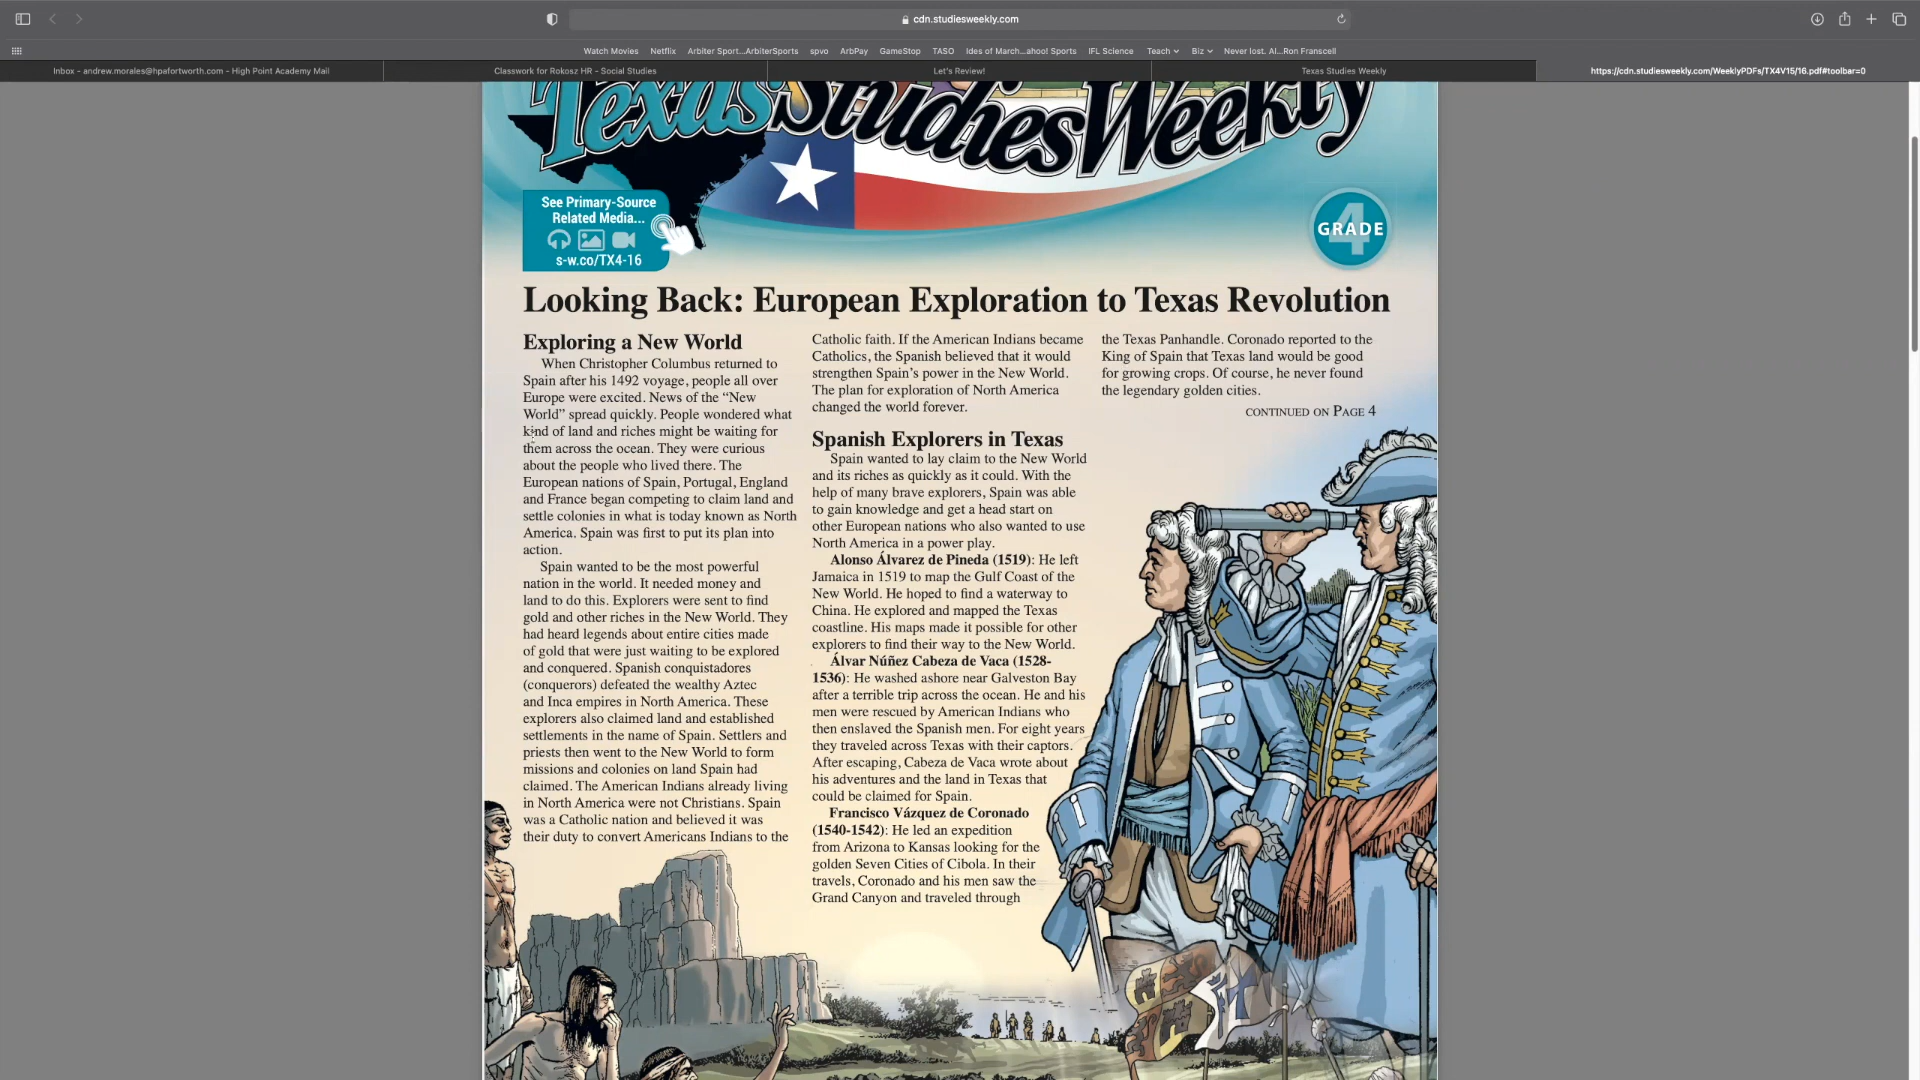 cdn.studiesweekly.com
Watch Movies Netflix Arbiter Sport...ArbiterSports spvo ArbPay GameStop TASO Ides of March...ahoo! Sports IFL Science Teach Biz Never lost. Al...Ron Franscell
Inbox - andrew.morales@hpafortworth.com - High Point Academy Mail Classwork for Rokosz HR - Social Studies Let's Review! Texas Studies Weekly https://cdn.studiesweekly.com/WeeklyPDFs/TX4V15/16.pdf#toolbar=0
Texas Studies Weekly
See Primary-Source
Related Media...
s-w.co/TX4-16
4
GRADE
Looking Back: European Exploration to Texas Revolution
Exploring a New World
When Christopher Columbus returned to
Spain after his 1492 voyage, people all over
Europe were excited. News of the “New
World” spread quickly. People wondered what
kind of land and riches might be waiting for
them across the ocean. They were curious
about the people who lived there. The
European nations of Spain, Portugal, England
and France began competing to claim land and
settle colonies in what is today known as North
America. Spain was first to put its plan into
action.
Spain wanted to be the most powerful
nation in the world. It needed money and
land to do this. Explorers were sent to find
gold and other riches in the New World. They
had heard legends about entire cities made
of gold that were just waiting to be explored
and conquered. Spanish conquistadores
(conquerors) defeated the wealthy Aztec
and Inca empires in North America. These
explorers also claimed land and established
settlements in the name of Spain. Settlers and
priests then went to the New World to form
missions and colonies on land Spain had
claimed. The American Indians already living
in North America were not Christians. Spain
was a Catholic nation and believed it was
their duty to convert Americans Indians to the
Catholic faith. If the American Indians became
Catholics, the Spanish believed that it would
strengthen Spain’s power in the New World.
The plan for exploration of North America
changed the world forever.
Spanish Explorers in Texas
Spain wanted to lay claim to the New World
and its riches as quickly as it could. With the
help of many brave explorers, Spain was able
to gain knowledge and get a head start on
other European nations who also wanted to use
North America in a power play.
Alonso Álvarez de Pineda (1519): He left
Jamaica in 1519 to map the Gulf Coast of the
New World. He hoped to find a waterway to
China. He explored and mapped the Texas
coastline. His maps made it possible for other
explorers to find their way to the New World.
Álvar Núñez Cabeza de Vaca (1528-
1536): He washed ashore near Galveston Bay
after a terrible trip across the ocean. He and his
men were rescued by American Indians who
then enslaved the Spanish men. For eight years
they traveled across Texas with their captors.
After escaping, Cabeza de Vaca wrote about
his adventures and the land in Texas that
could be claimed for Spain.
Francisco Vázquez de Coronado
(1540-1542): He led an expedition
from Arizona to Kansas looking for the
golden Seven Cities of Cibola. In their
travels, Coronado and his men saw the
Grand Canyon and traveled through
the Texas Panhandle. Coronado reported to the
King of Spain that Texas land would be good
for growing crops. Of course, he never found
the legendary golden cities.
CONTINUED ON PAGE 4